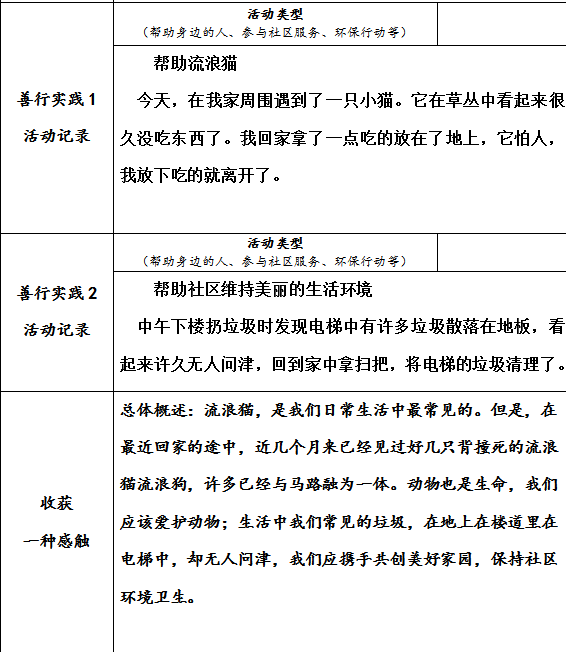 活动类型
（帮助身边的人、参与社区服务、环保行动等）
善行实践1
活动记录
帮助流浪猫
今天，在我家周围遇到了一只小猫。它在草丛中看起来很
久没吃东西了。我回家拿了一点吃的放在了地上，它怕人，
我放下吃的就离开了。
活动类型
（帮助身边的人、参与社区服务、环保行动等）
善行实践2
活动记录
帮助社区维持美丽的生活环境
中午下楼扔垃圾时发现电梯中有许多垃圾散落在地板，看
起来许久无人问津，回到家中拿扫把，将电梯的垃圾清理了。
收获
一种感触
总体概述：流浪猫，是我们日常生活中最常见的。但是，在
最近回家的途中，近几个月来已经见过好几只背撞死的流浪
猫流浪狗，许多已经与马路融为一体。动物也是生命，我们
应该爱护动物；生活中我们常见的垃圾，在地上在楼道里在
电梯中，却无人问津，我们应携手共创美好家园，保持社区
环境卫生。